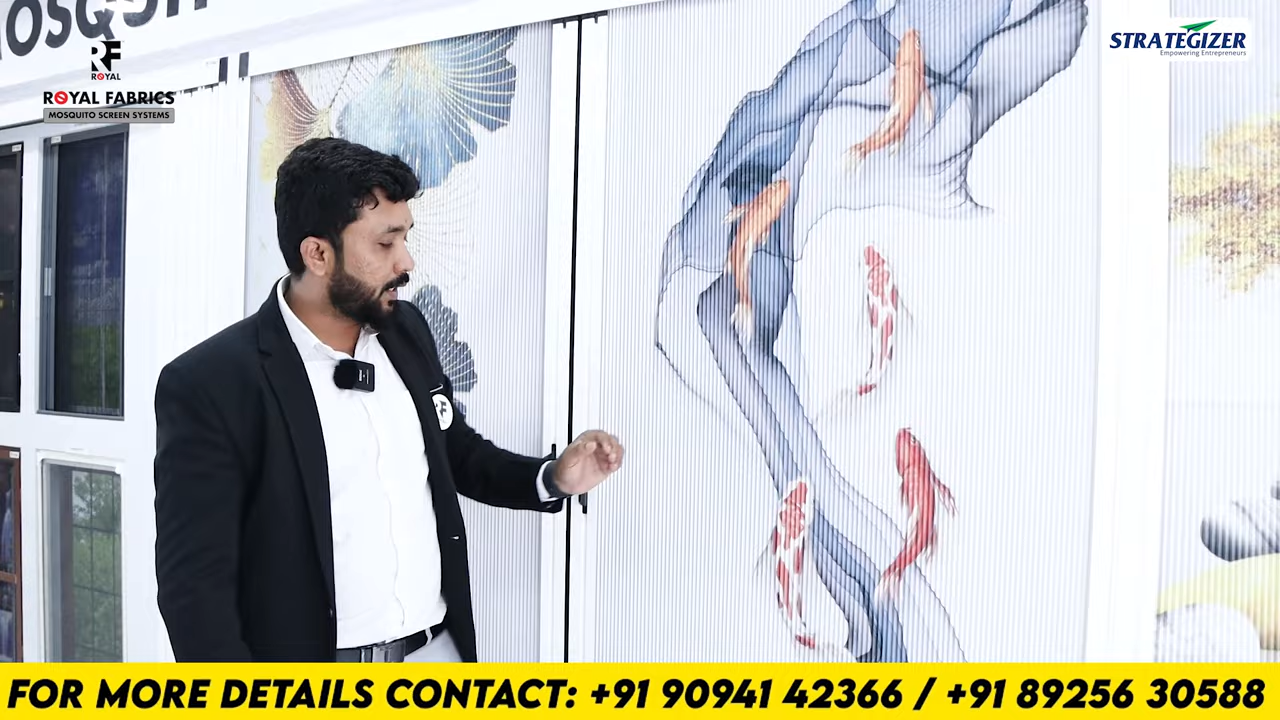 RF
ROYAL
ROYAL FABRICS
MOSQUITO SCREEN SYSTEMS
STRATEGIZER
Empowering Entrepreneurs
FOR MORE DETAILS CONTACT: +91 90941 42366 / +91 89256 30588